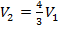 V₂ = 4/3 V₁